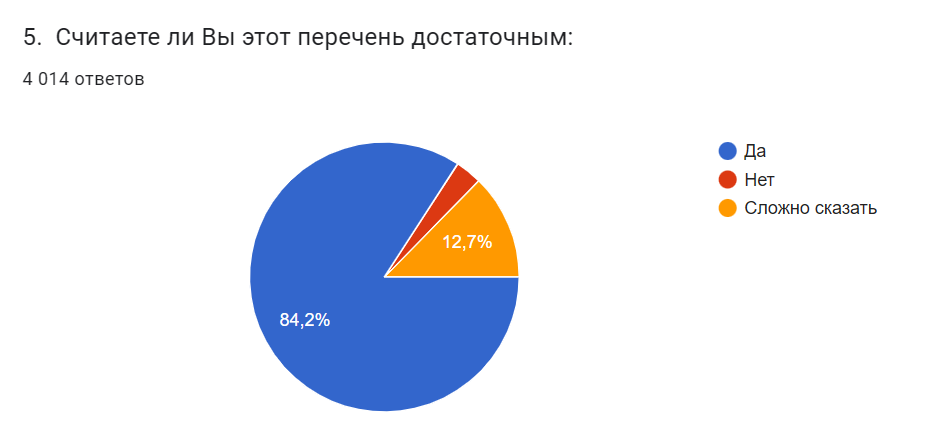 5. Считаете ли Вы этот перечень достаточным:
4 014 ответов
Да
Нет
Сложно сказать
12,7%
84,2%